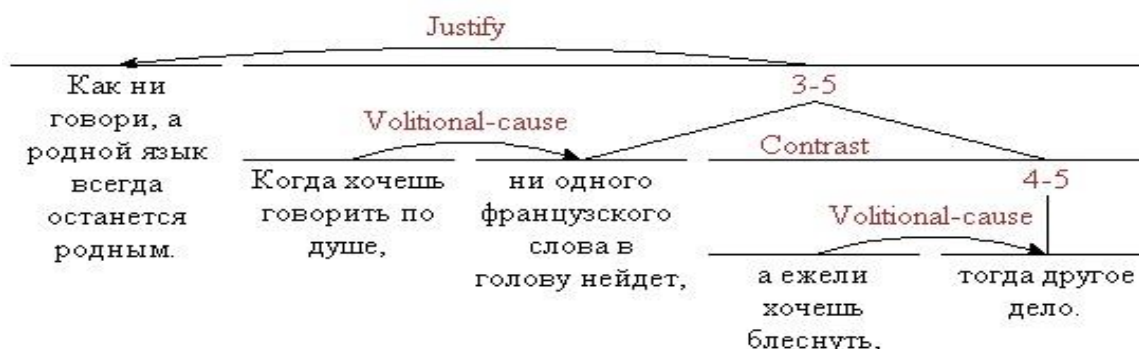 Justify
3-5
Как ни
говори, а
родной язык
всегда
останется
родным.
Volitional-cause
Contrast
Когда хочешь
говорить по
душе,
ни одного
французского
слова в
голову нейдет,
4-5
Volitional-cause
а ежели
хочешь
блеснуть,
тогда другое
дело.